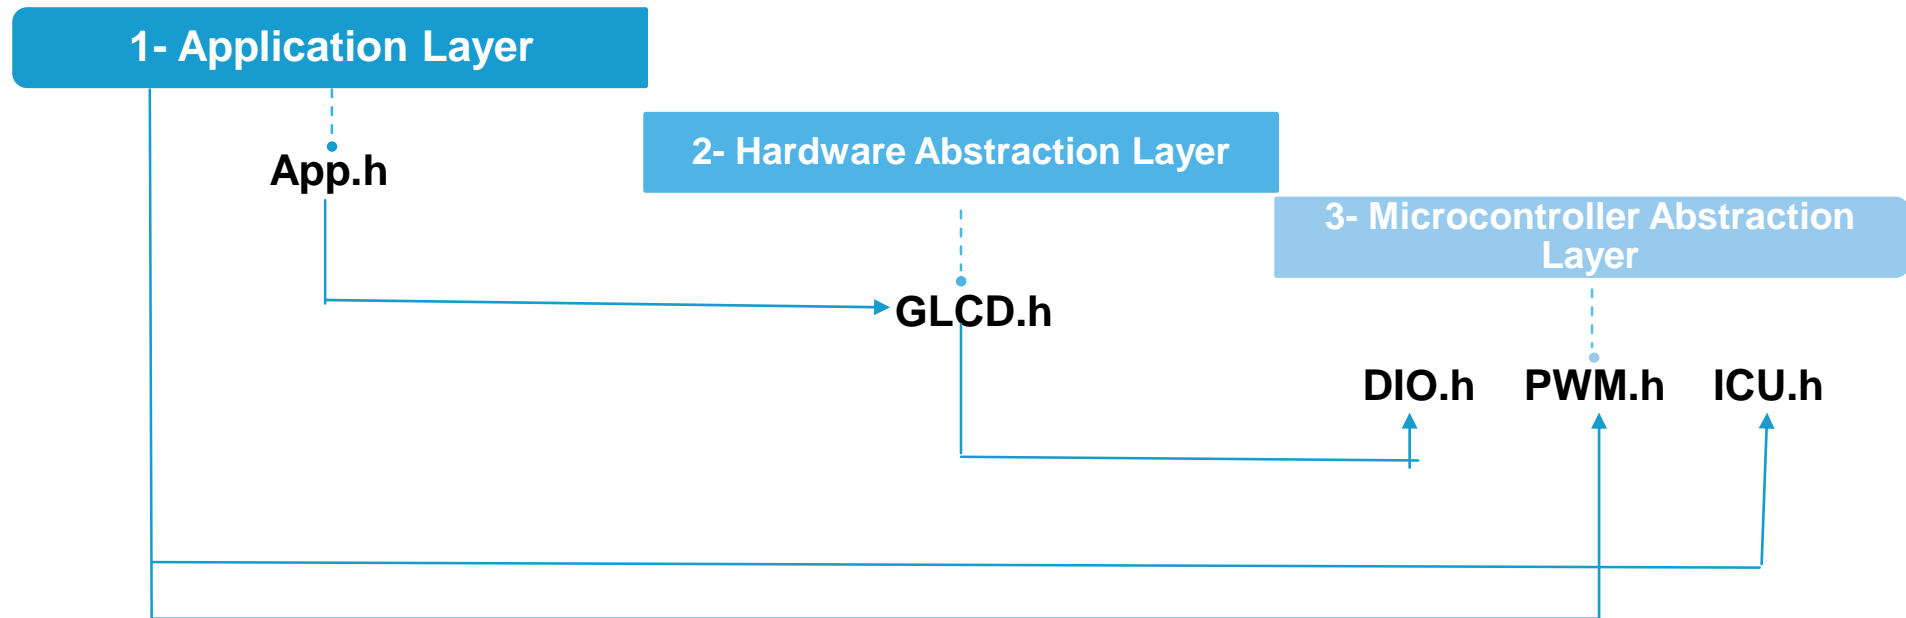 1- Application Layer
App.h
2- Hardware Abstraction Layer
GLCD.h
3- Microcontroller Abstraction
Layer
DIO.h PWM.h ICU.h